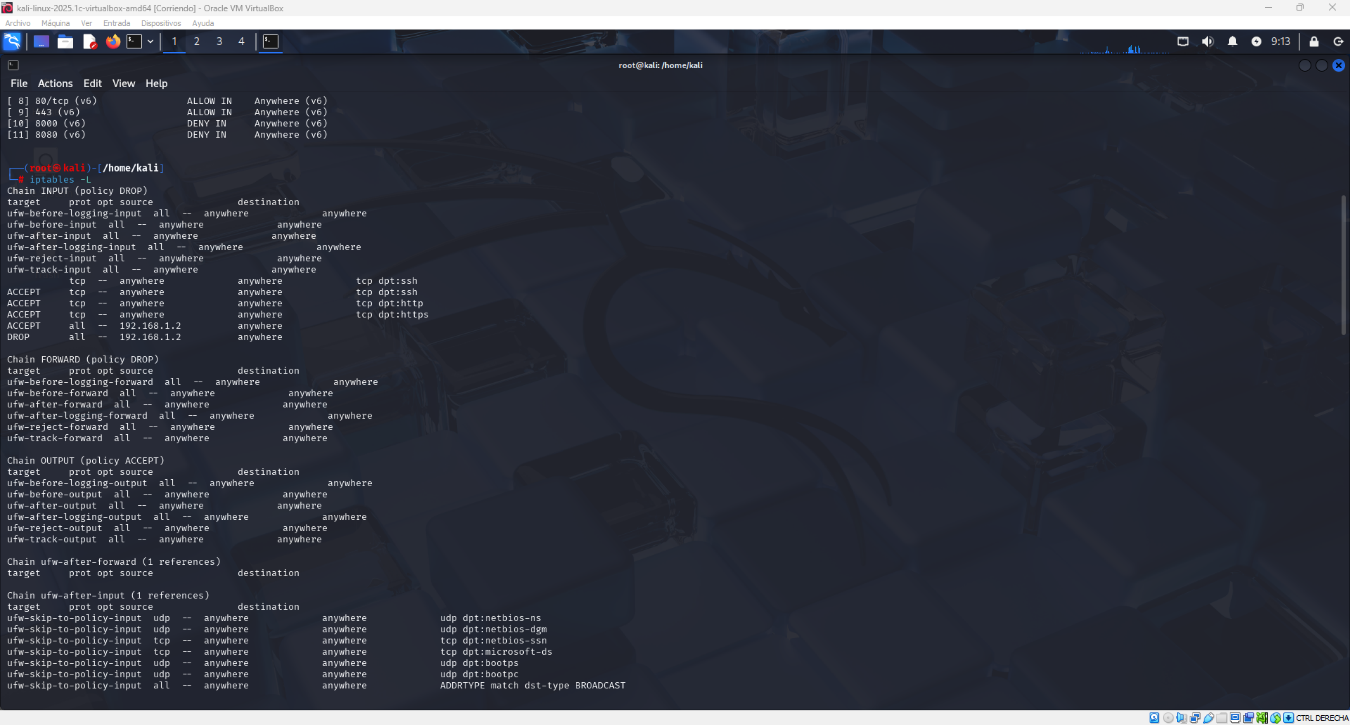 kali-linux-2025.1c-virtualbox-amd64 [Corriendo] - Oracle VM VirtualBox
Archivo Máquina Ver Entrada Dispositivos Ayuda
1 2 3 4 9:13
root@kali: /home/kali
File Actions Edit View Help
[ 8] 80/tcp (v6) ALLOW IN Anywhere (v6)
[ 9] 443 (v6) ALLOW IN Anywhere (v6)
[10] 8000 (v6) DENY IN Anywhere (v6)
[11] 8080 (v6) DENY IN Anywhere (v6)
┌──(root㉿kali)-[/home/kali]
└─# iptables -L
Chain INPUT (policy DROP)
target prot opt source destination
ufw-before-logging-input all -- anywhere anywhere
ufw-before-input all -- anywhere anywhere
ufw-after-input all -- anywhere anywhere
ufw-after-logging-input all -- anywhere anywhere
ufw-reject-input all -- anywhere anywhere
ufw-track-input all -- anywhere anywhere
tcp -- anywhere anywhere tcp dpt:ssh
ACCEPT tcp -- anywhere anywhere tcp dpt:ssh
ACCEPT tcp -- anywhere anywhere tcp dpt:http
ACCEPT tcp -- anywhere anywhere tcp dpt:https
ACCEPT all -- 192.168.1.2 anywhere
DROP all -- 192.168.1.2 anywhere
Chain FORWARD (policy DROP)
target prot opt source destination
ufw-before-logging-forward all -- anywhere anywhere
ufw-before-forward all -- anywhere anywhere
ufw-after-forward all -- anywhere anywhere
ufw-after-logging-forward all -- anywhere anywhere
ufw-reject-forward all -- anywhere anywhere
ufw-track-forward all -- anywhere anywhere
Chain OUTPUT (policy ACCEPT)
target prot opt source destination
ufw-before-logging-output all -- anywhere anywhere
ufw-before-output all -- anywhere anywhere
ufw-after-output all -- anywhere anywhere
ufw-after-logging-output all -- anywhere anywhere
ufw-reject-output all -- anywhere anywhere
ufw-track-output all -- anywhere anywhere
Chain ufw-after-forward (1 references)
target prot opt source destination
Chain ufw-after-input (1 references)
target prot opt source destination
ufw-skip-to-policy-input udp -- anywhere anywhere udp dpt:netbios-ns
ufw-skip-to-policy-input udp -- anywhere anywhere udp dpt:netbios-dgm
ufw-skip-to-policy-input tcp -- anywhere anywhere tcp dpt:netbios-ssn
ufw-skip-to-policy-input tcp -- anywhere anywhere tcp dpt:microsoft-ds
ufw-skip-to-policy-input udp -- anywhere anywhere udp dpt:bootps
ufw-skip-to-policy-input udp -- anywhere anywhere udp dpt:bootpc
ufw-skip-to-policy-input all -- anywhere anywhere ADDRTYPE match dst-type BROADCAST
CTRL DERECHA